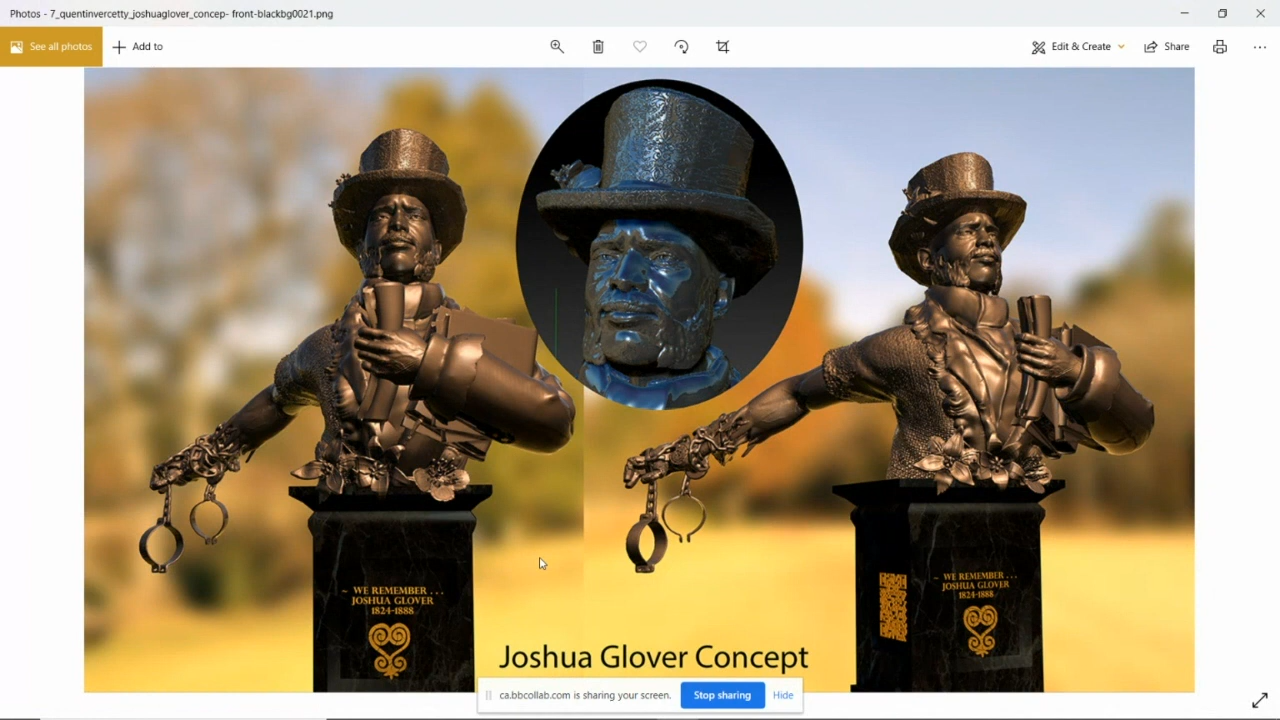 Photos - 7_quentinvercetty_joshuaglover_concep- front-blackbg0021.png
See all photos
Add to
Edit & Create
Share
~ WE REMEMBER . . .
JOSHUA GLOVER
1824-1888
~ WE REMEMBER . . .
JOSHUA GLOVER
1824-1888
Joshua Glover Concept
ca.bbcollab.com is sharing your screen.
Stop sharing
Hide